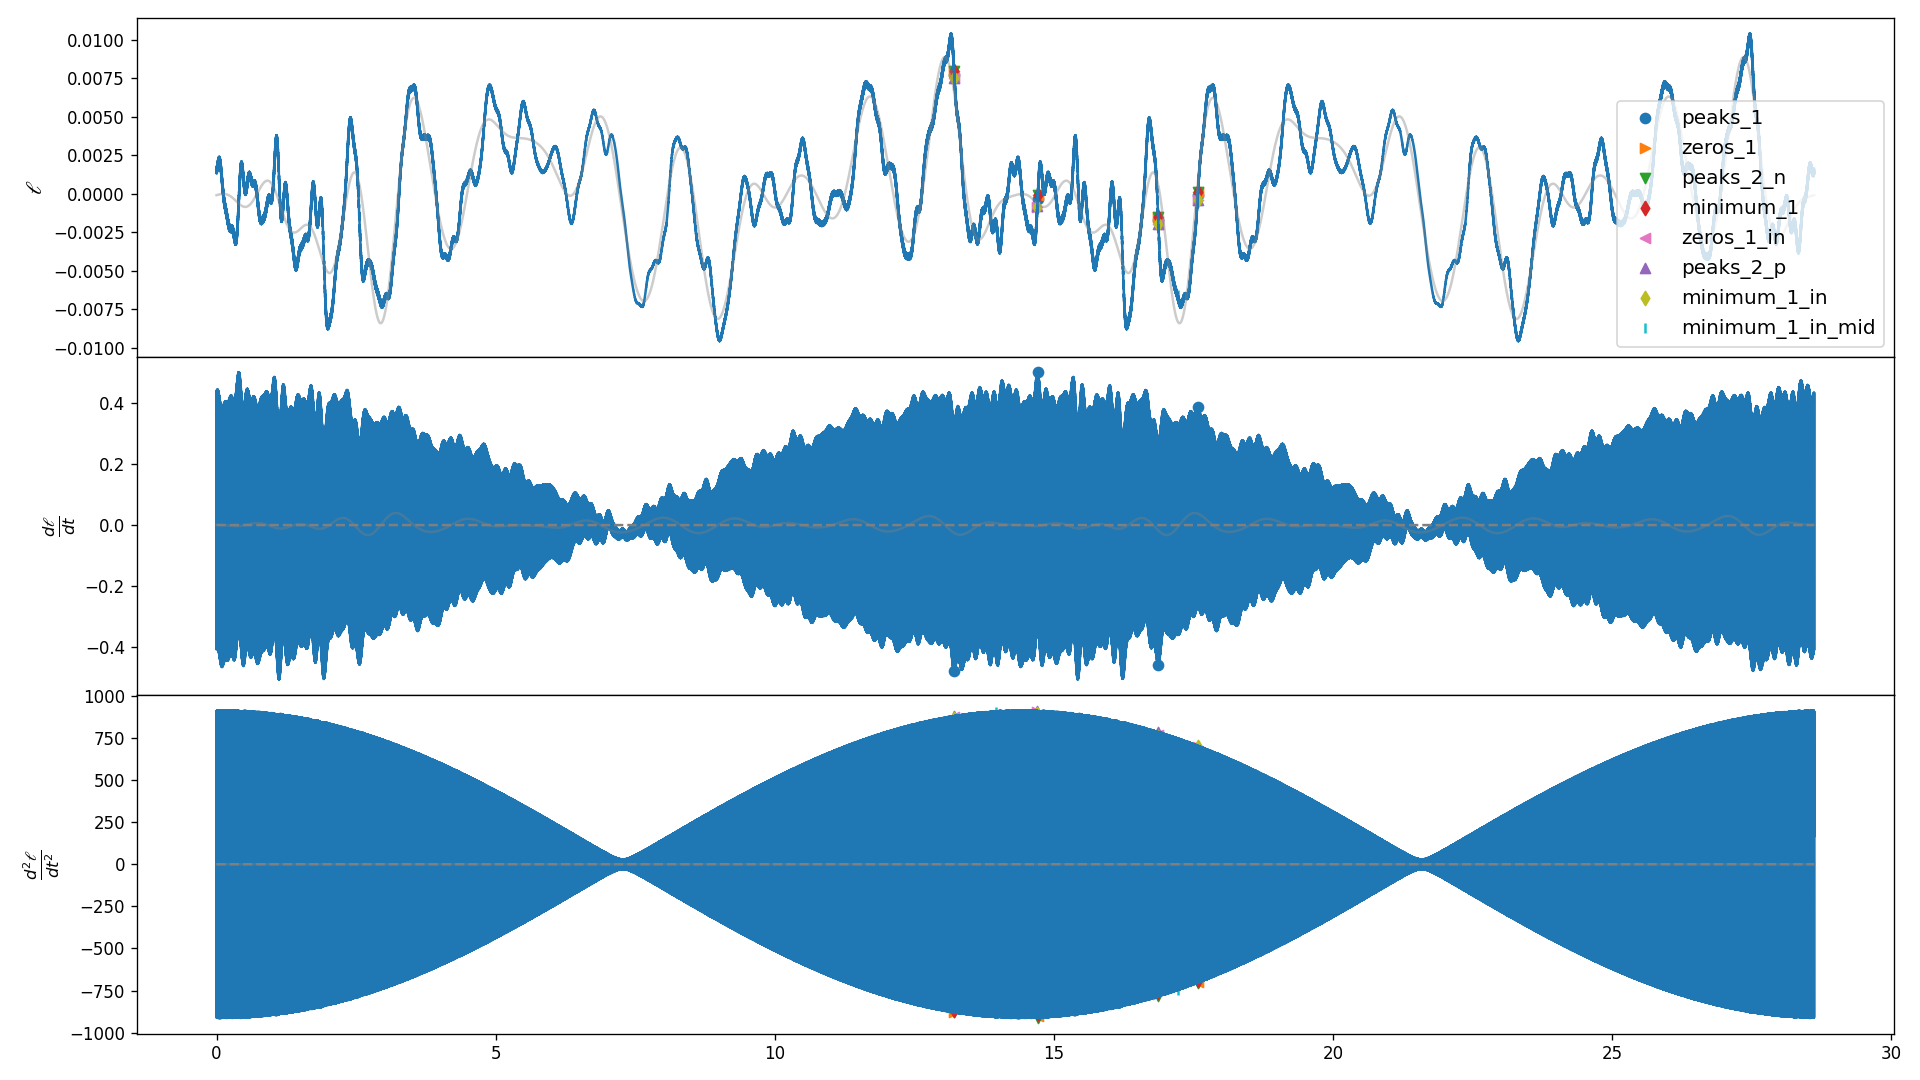 0.0100
0.0075
0.0050
0.0025
0.0000
−0.0025
−0.0050
−0.0075
−0.0100
ℓ
peaks_1
zeros_1
peaks_2_n
minimum_1
zeros_1_in
peaks_2_p
minimum_1_in
minimum_1_in_mid
0.4
0.2
0.0
−0.2
−0.4
dℓ
dt
1000
750
500
250
0
−250
−500
−750
−1000
d²ℓ
dt²
0 5 10 15 20 25 30